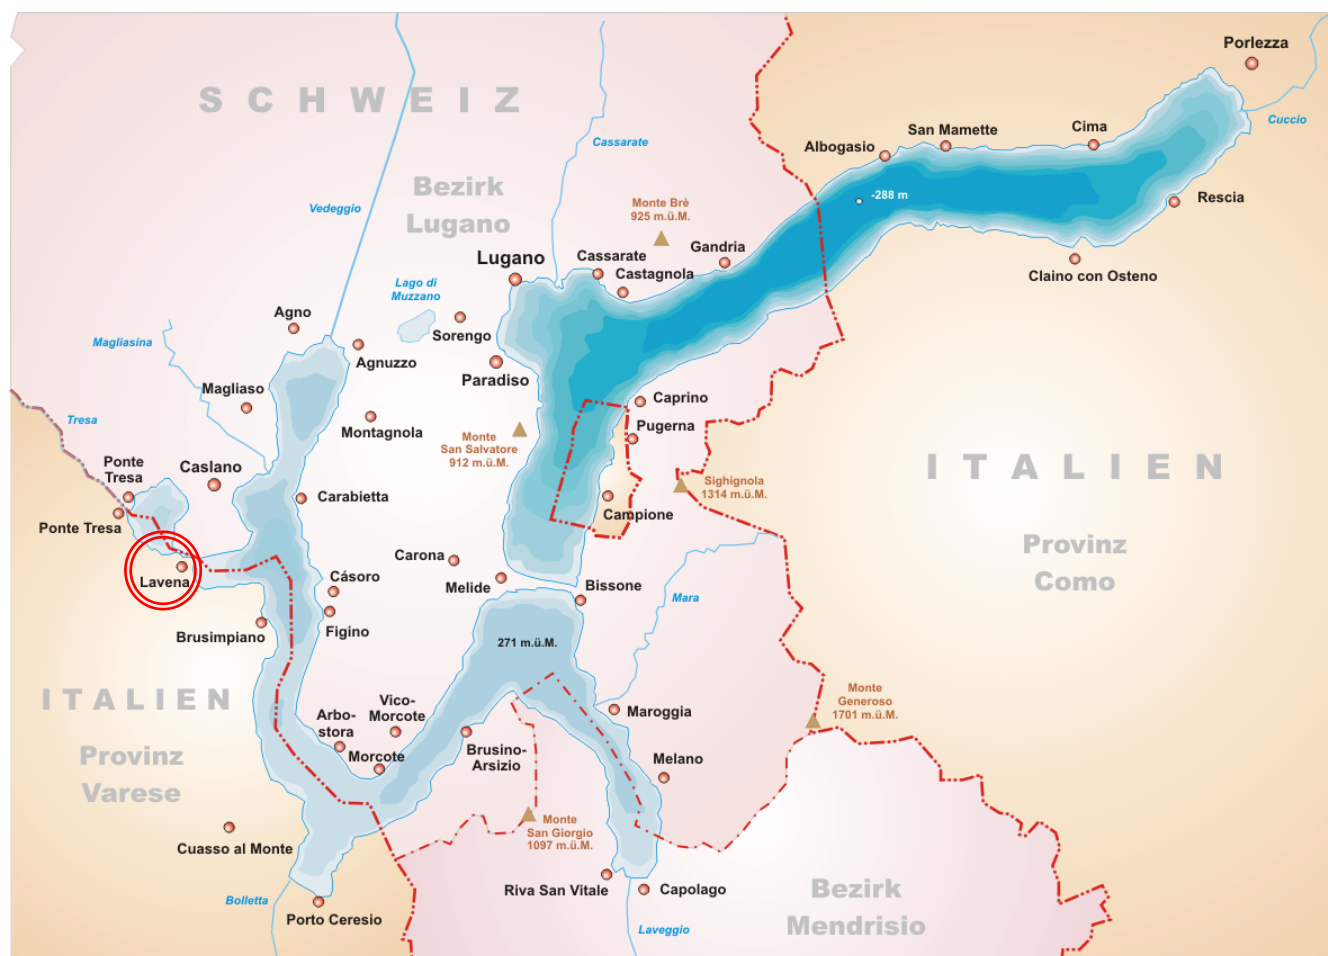 Porlezza
SCHWEIZ
Cuccio
San Mamette
Cima
Albogasio
Cassarate
-288 m
Rescia
Bezirk
Lugano
Vedeggio
Monte Brè
925 m.ü.M.
Gandria
Lugano
Cassarate
Castagnola
Claino con Osteno
Lago di
Muzzano
Agno
Sorengo
Magliasina
Agnuzzo
Paradiso
Magliaso
Caprino
Tresa
Montagnola
Pugerna
Monte
San Salvatore
912 m.ü.M.
Ponte
Tresa
Caslano
ITALIEN
Sighignola
1314 m.ü.M.
Carabietta
Campione
Ponte Tresa
Provinz
Como
Carona
Lavena
Cásoro
Melide
Bissone
Mara
Brusimpiano
Figino
271 m.ü.M.
ITALIEN
Provinz
Varese
Vico-
Morcote
Arbo-
stora
Morcote
Maroggia
Monte
Generoso
1701 m.ü.M.
Brusino-
Arsizio
Melano
Cuasso al Monte
Monte
San Giorgio
1097 m.ü.M.
Riva San Vitale
Capolago
Bezirk
Mendrisio
Bolletta
Porto Ceresio
Laveggio